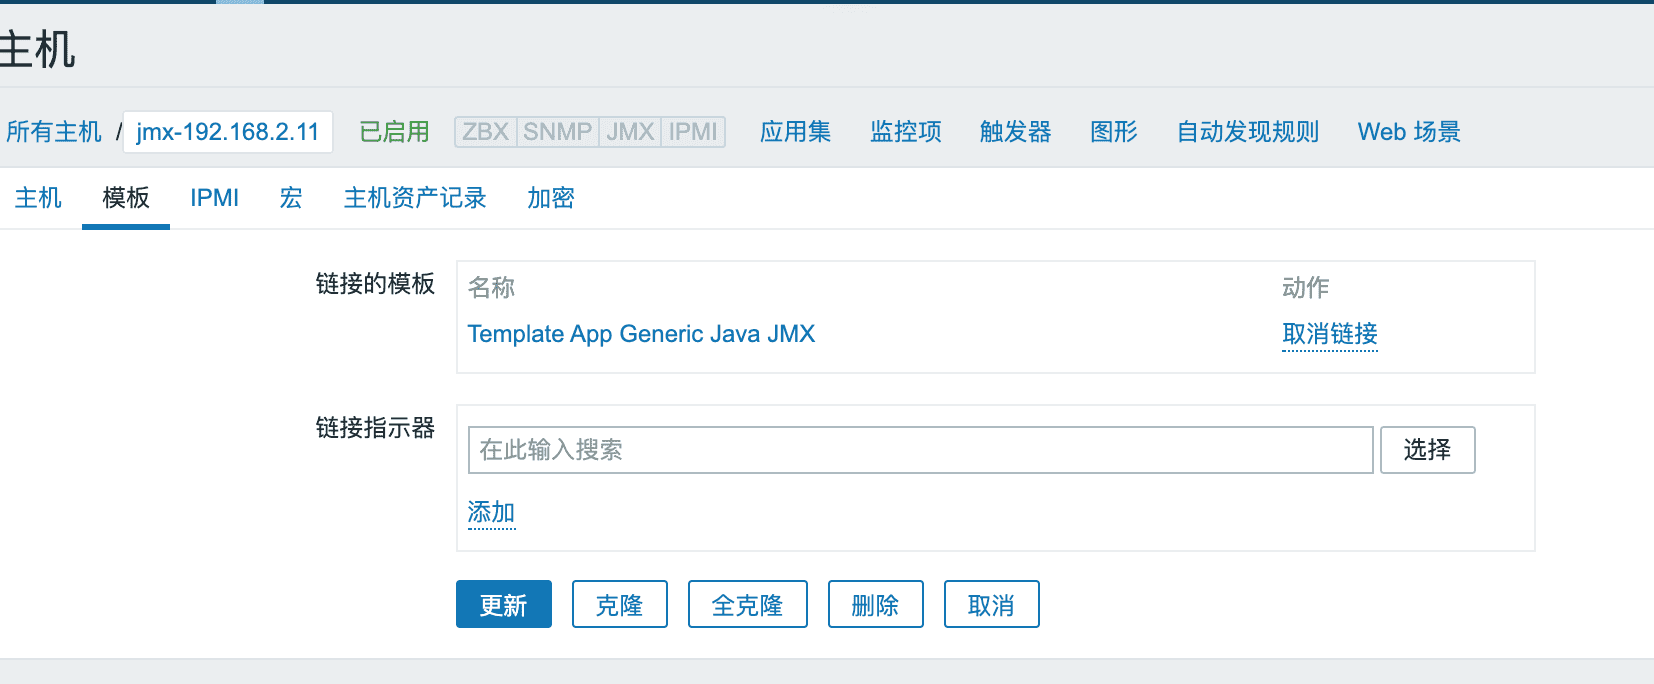 主机
所有主机 / jmx-192.168.2.11 已启用 ZBX SNMP JMX IPMI 应用集 监控项 触发器 图形 自动发现规则 Web 场景
主机 模板 IPMI 宏 主机资产记录 加密
链接的模板 名称 动作
Template App Generic Java JMX 取消链接
链接指示器
在此输入搜索 选择
添加
更新 克隆 全克隆 删除 取消